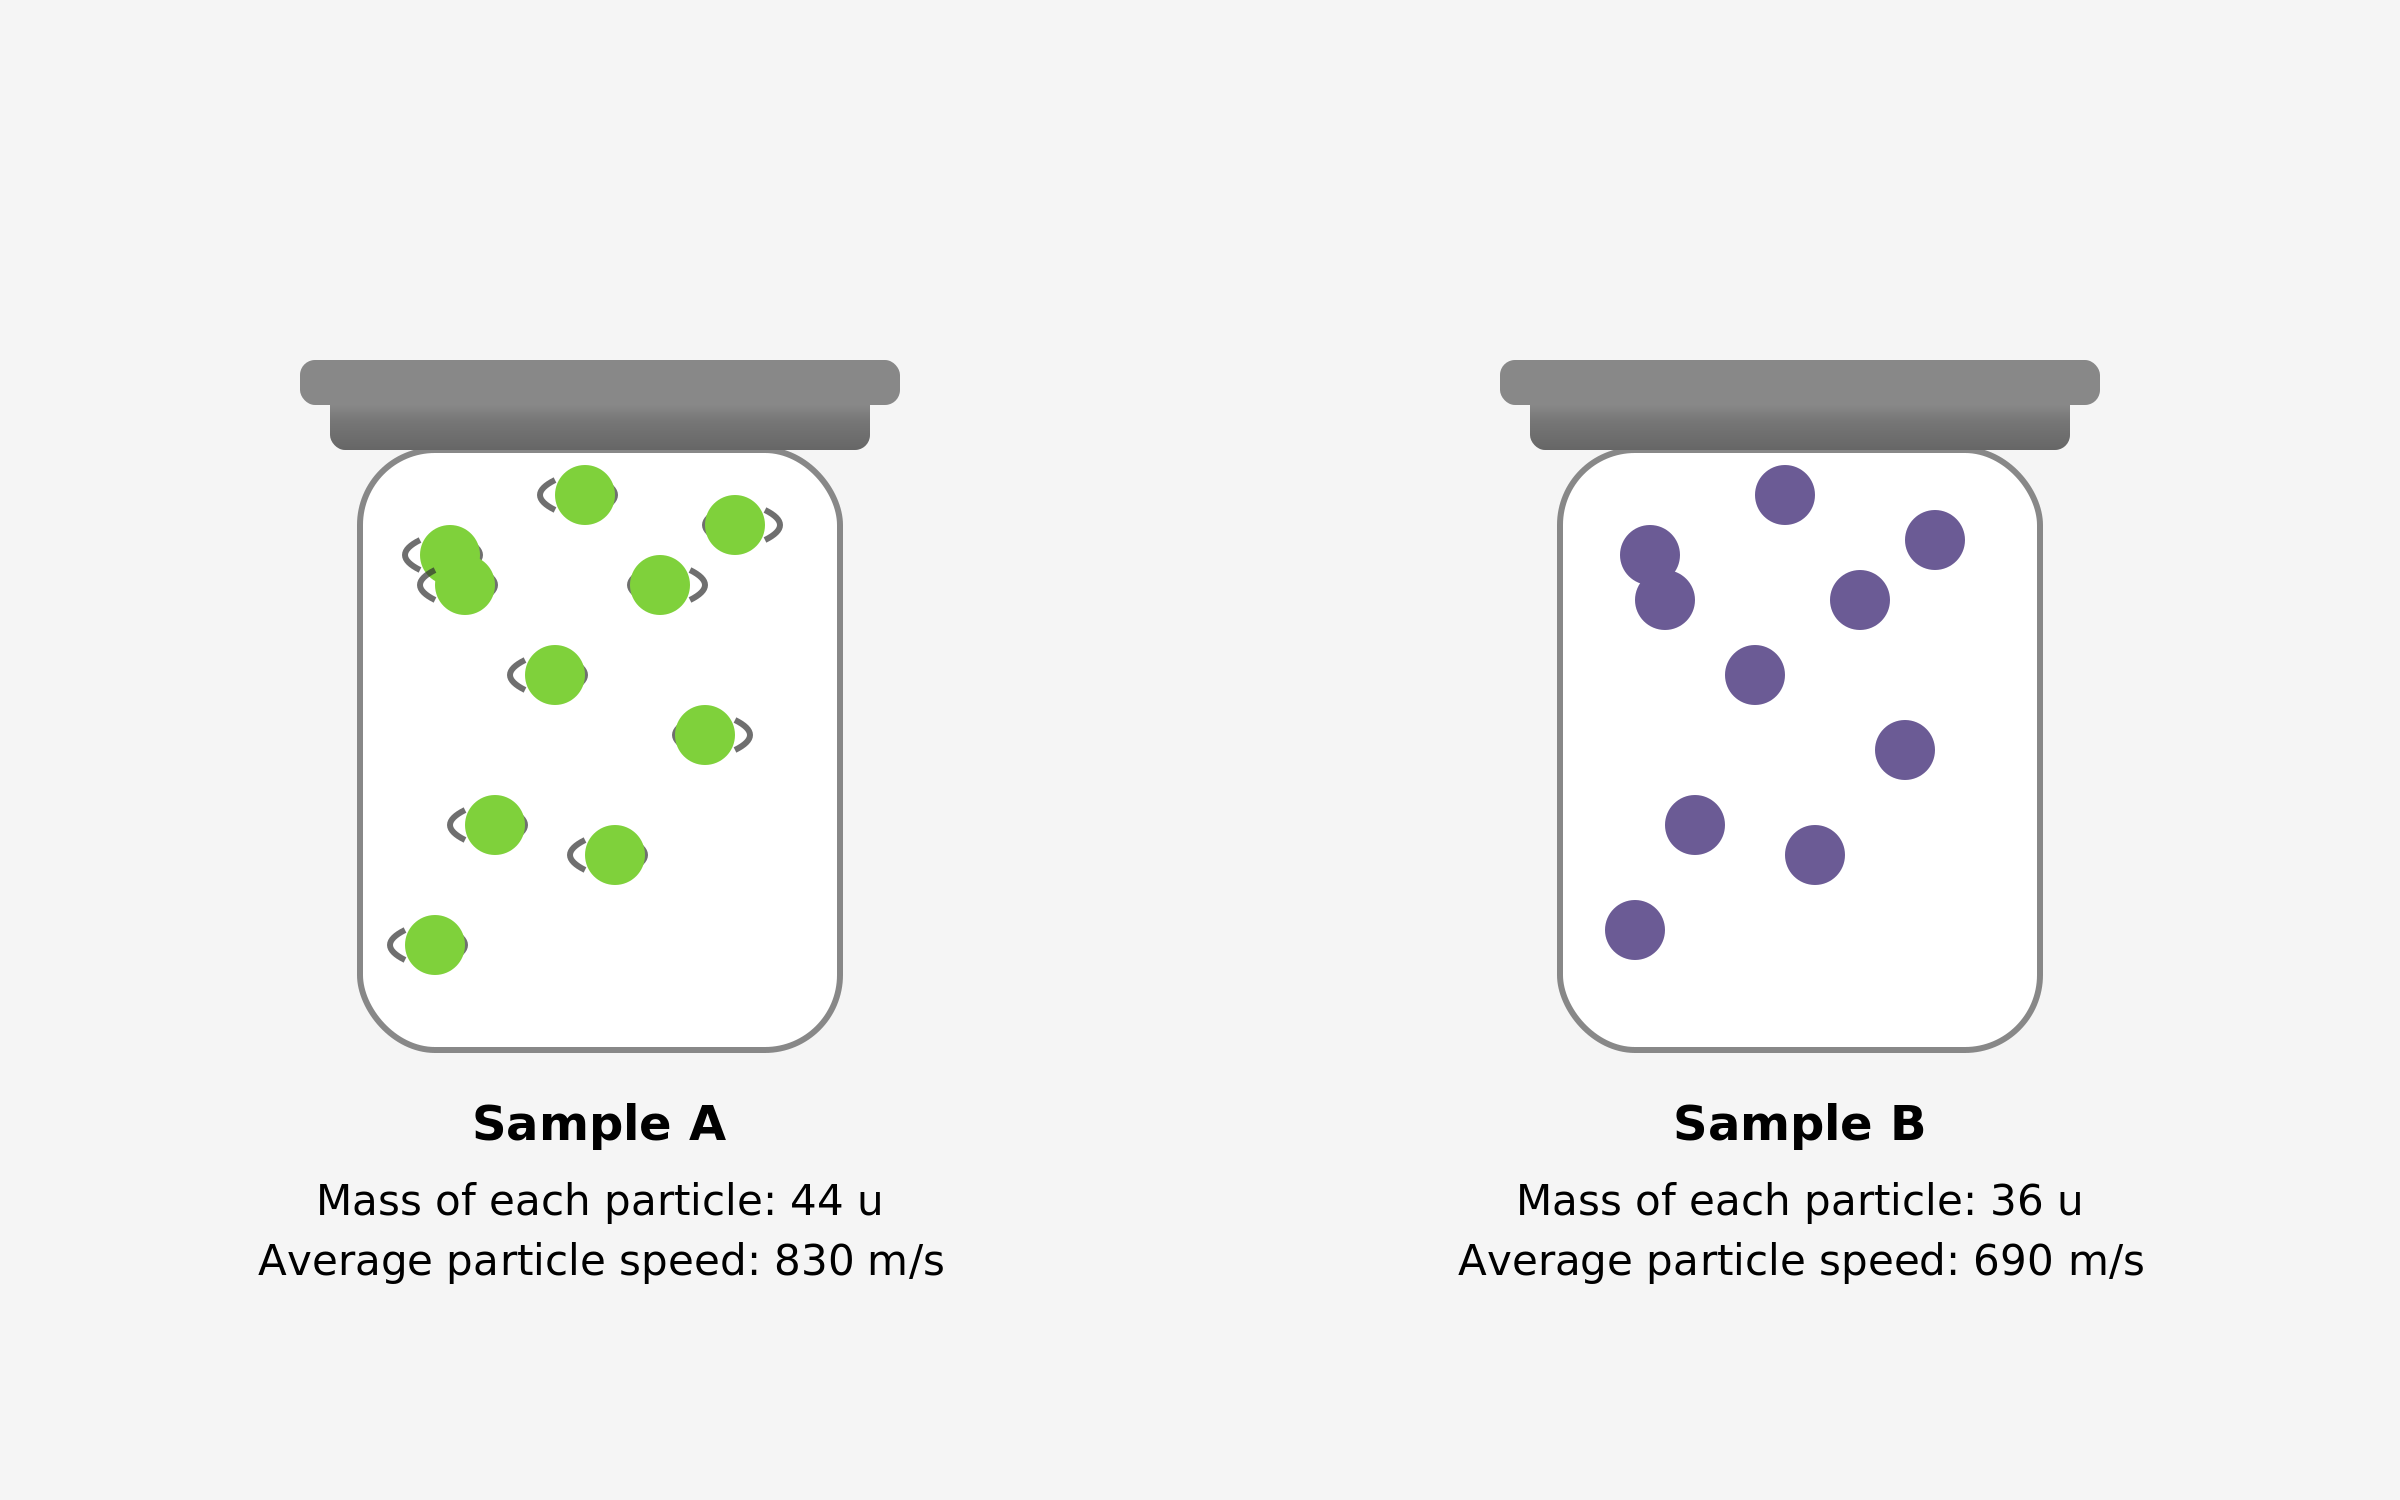 Sample A
Mass of each particle: 44 u
Average particle speed: 830 m/s
Sample B
Mass of each particle: 36 u
Average particle speed: 690 m/s